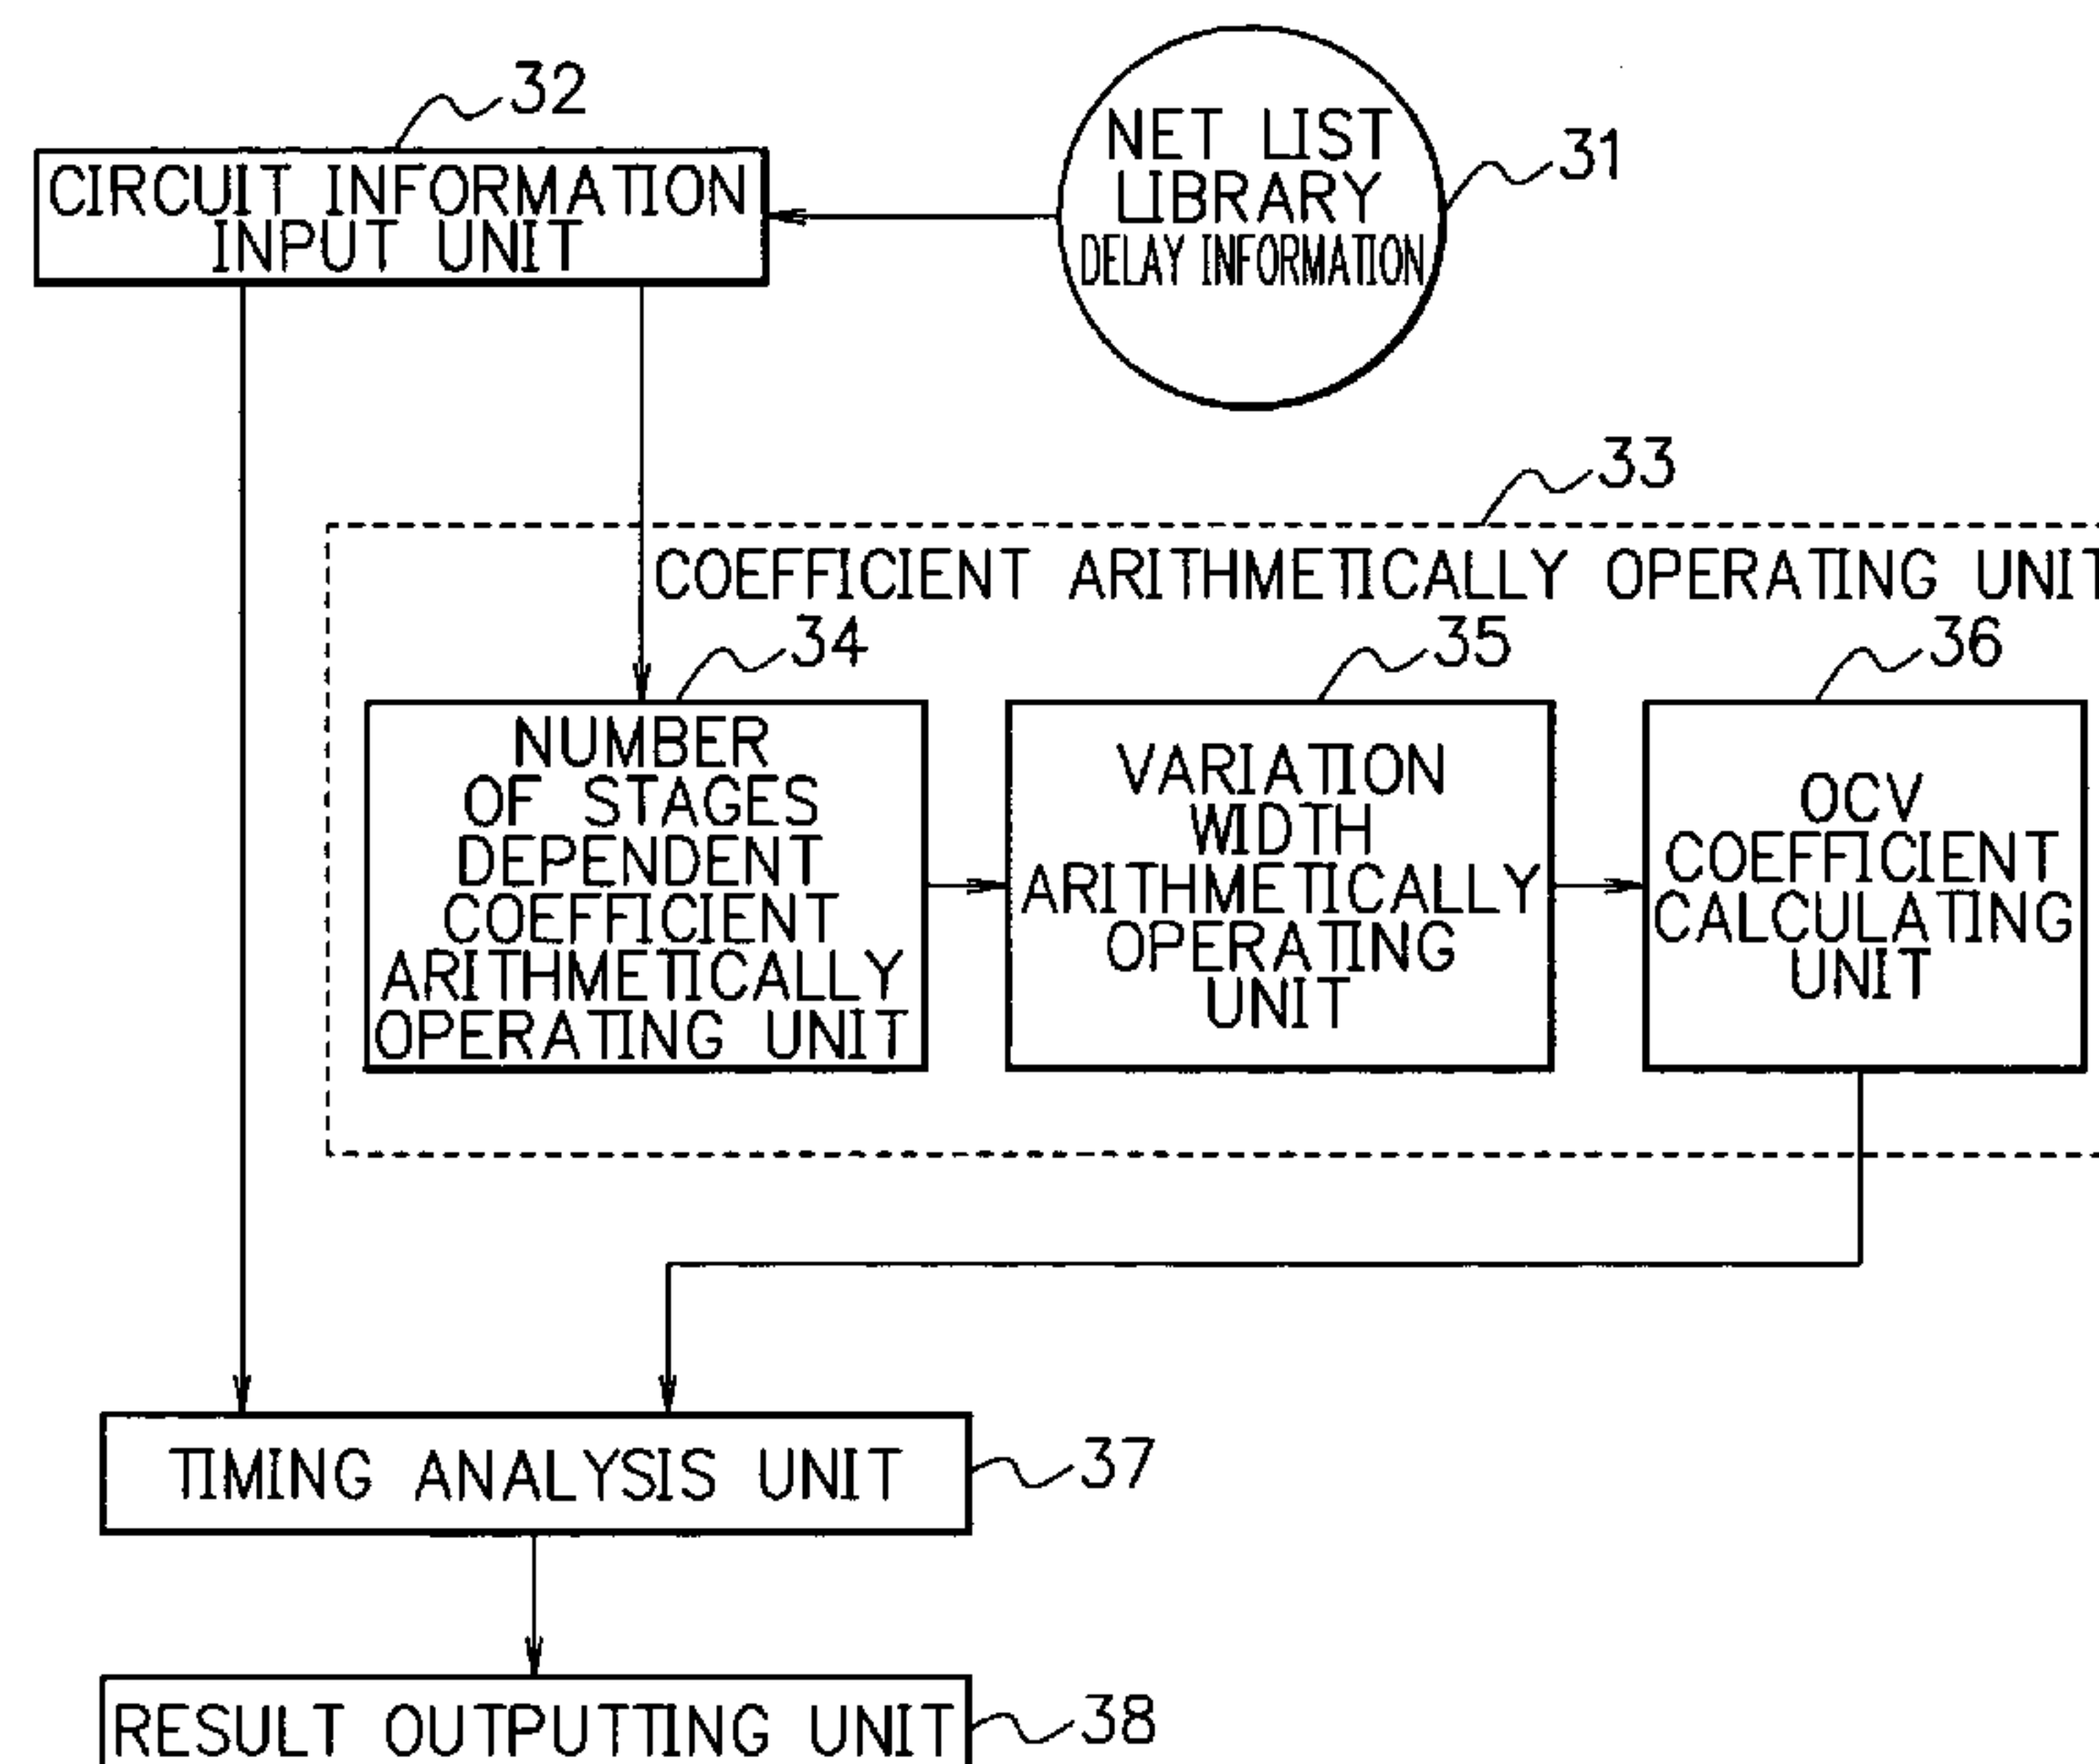 32
CIRCUIT INFORMATION
INPUT UNIT
NET LIST
LIBRARY
DELAY INFORMATION
31
33
COEFFICIENT ARITHMETICALLY OPERATING UNIT
34
NUMBER
OF STAGES
DEPENDENT
COEFFICIENT
ARITHMETICALLY
OPERATING UNIT
35
VARIATION
WIDTH
ARITHMETICALLY
OPERATING
UNIT
36
OCV
COEFFICIENT
CALCULATING
UNIT
TIMING ANALYSIS UNIT
37
RESULT OUTPUTTING UNIT
38